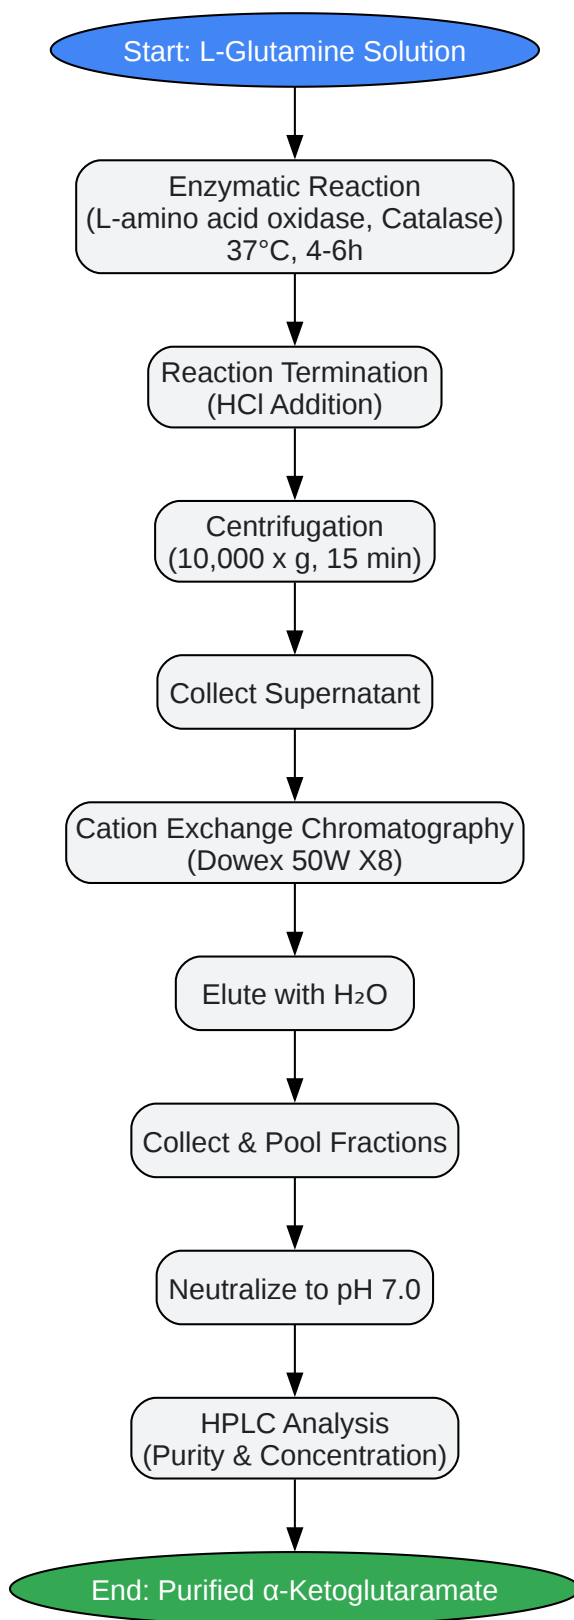 Start: L-Glutamine Solution
Enzymatic Reaction
(L-amino acid oxidase, Catalase)
37°C, 4-6h
Reaction Termination
(HCl Addition)
Centrifugation
(10,000 x g, 15 min)
Collect Supernatant
Cation Exchange Chromatography
(Dowex 50W X8)
Elute with H₂O
Collect & Pool Fractions
Neutralize to pH 7.0
HPLC Analysis
(Purity & Concentration)
End: Purified α-Ketoglutaramate